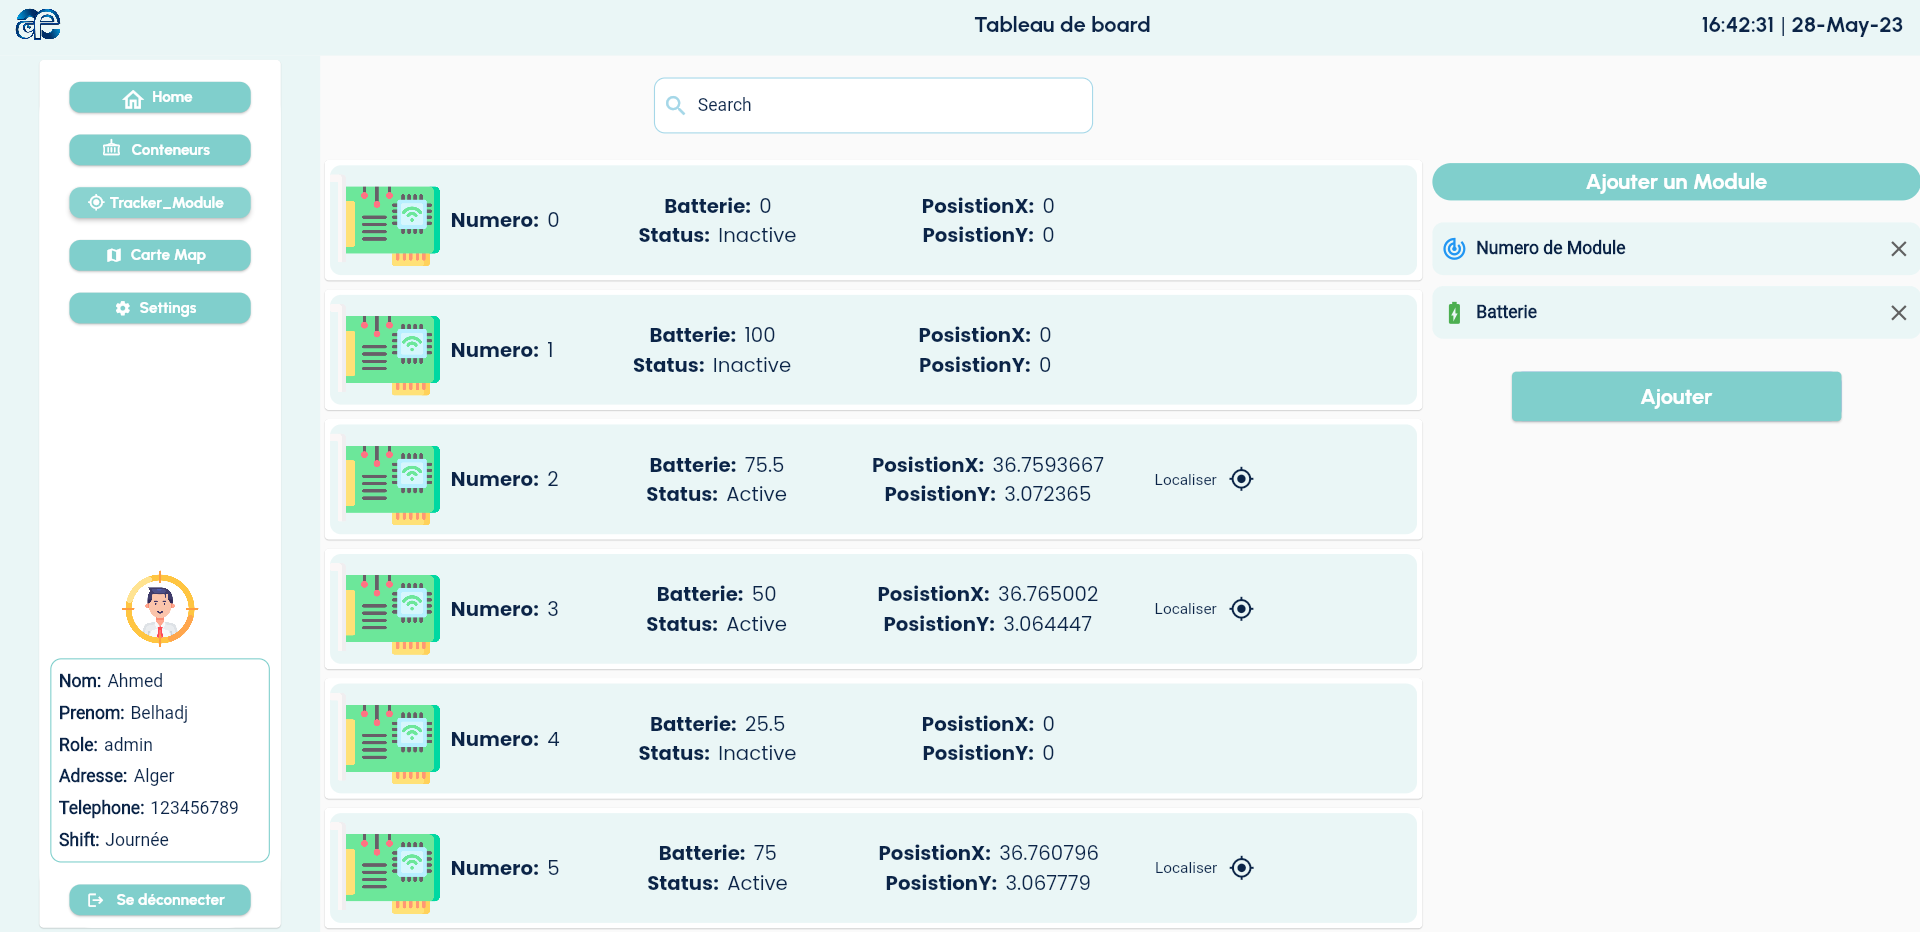 Tableau de board
16:42:31 | 28-May-23
Home
Conteneurs
Tracker_Module
Carte Map
Settings
Nom: Ahmed
Prenom: Belhadj
Role: admin
Adresse: Alger
Telephone: 123456789
Shift: Journée
Se déconnecter
Search
Numero: 0
Batterie: 0
Status: Inactive
PosistionX: 0
PosistionY: 0
Numero: 1
Batterie: 100
Status: Inactive
PosistionX: 0
PosistionY: 0
Numero: 2
Batterie: 75.5
Status: Active
PosistionX: 36.7593667
PosistionY: 3.072365
Localiser
Numero: 3
Batterie: 50
Status: Active
PosistionX: 36.765002
PosistionY: 3.064447
Localiser
Numero: 4
Batterie: 25.5
Status: Inactive
PosistionX: 0
PosistionY: 0
Numero: 5
Batterie: 75
Status: Active
PosistionX: 36.760796
PosistionY: 3.067779
Localiser
Ajouter un Module
Numero de Module
Batterie
Ajouter